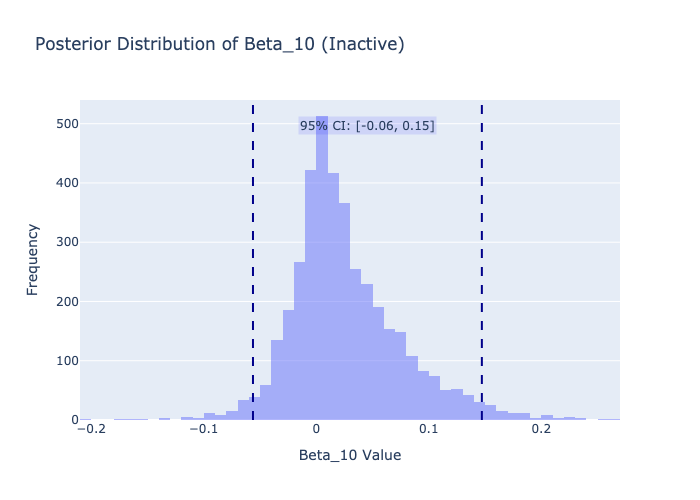 Posterior Distribution of Beta_10 (Inactive)
95% CI: [-0.06, 0.15]
500
400
300
200
100
0
Frequency
−0.2
−0.1
0
0.1
0.2
Beta_10 Value